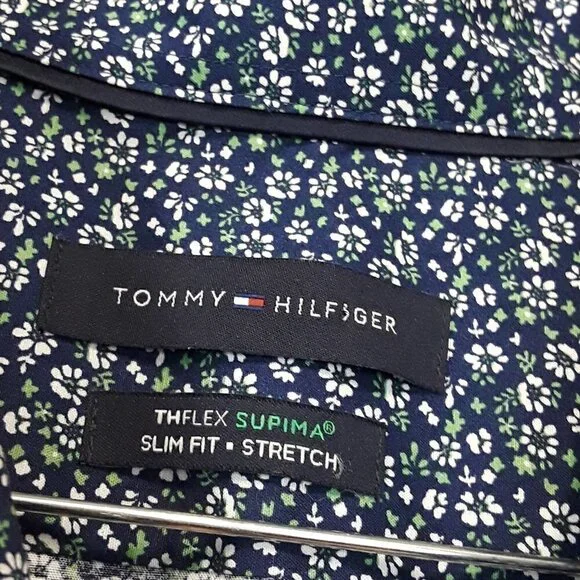 TOMMY HILFIGER
THFLEX SUPIMA®
SLIM FIT ▪ STRETCH